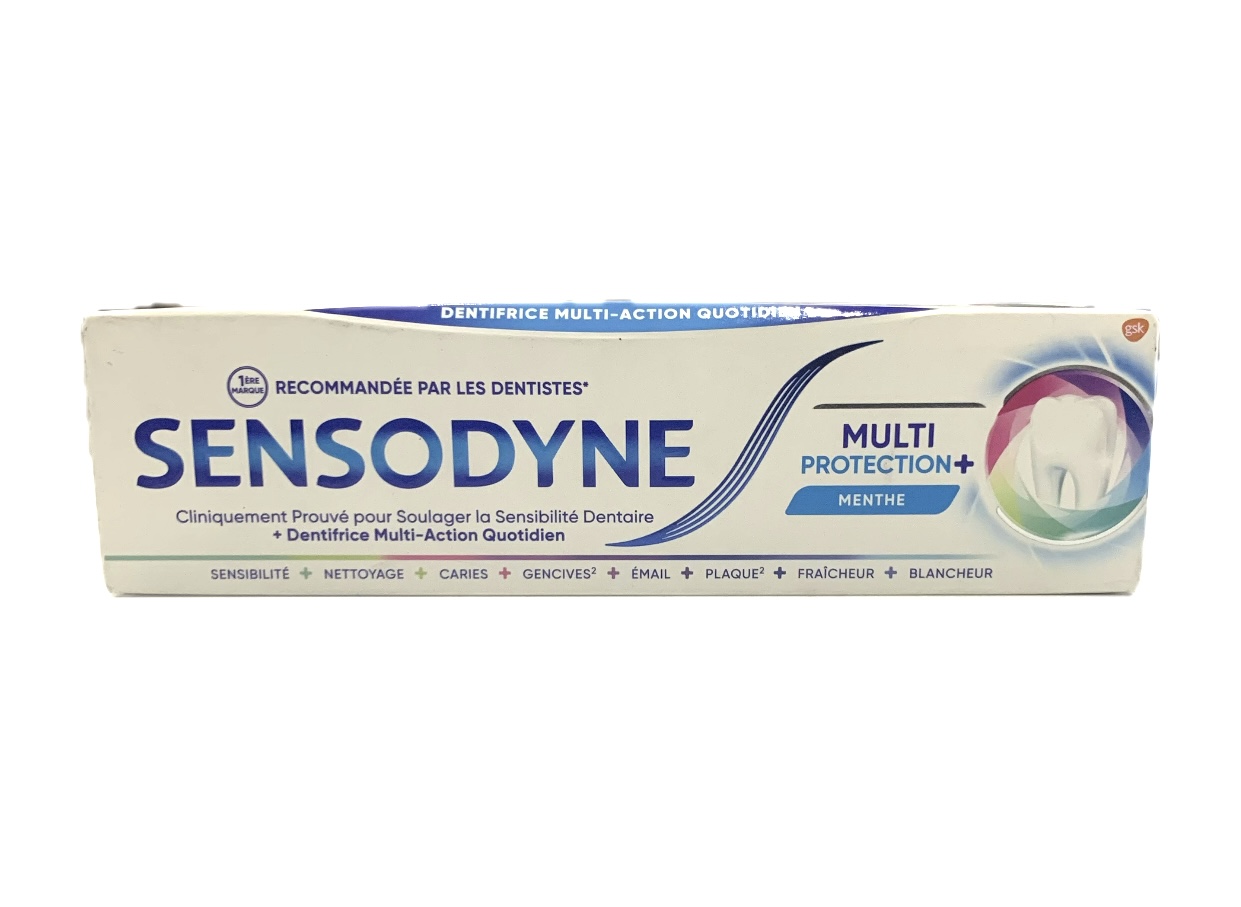 DENTIFRICE MULTI-ACTION QUOTIDIEN
gsk
1ÈRE
MARQUE
RECOMMANDÉE PAR LES DENTISTES*
SENSODYNE
MULTI
PROTECTION+
MENTHE
Cliniquement Prouvé pour Soulager la Sensibilité Dentaire
+ Dentifrice Multi-Action Quotidien
SENSIBILITÉ + NETTOYAGE + CARIES + GENCIVES² + ÉMAIL + PLAQUE² + FRAÎCHEUR + BLANCHEUR